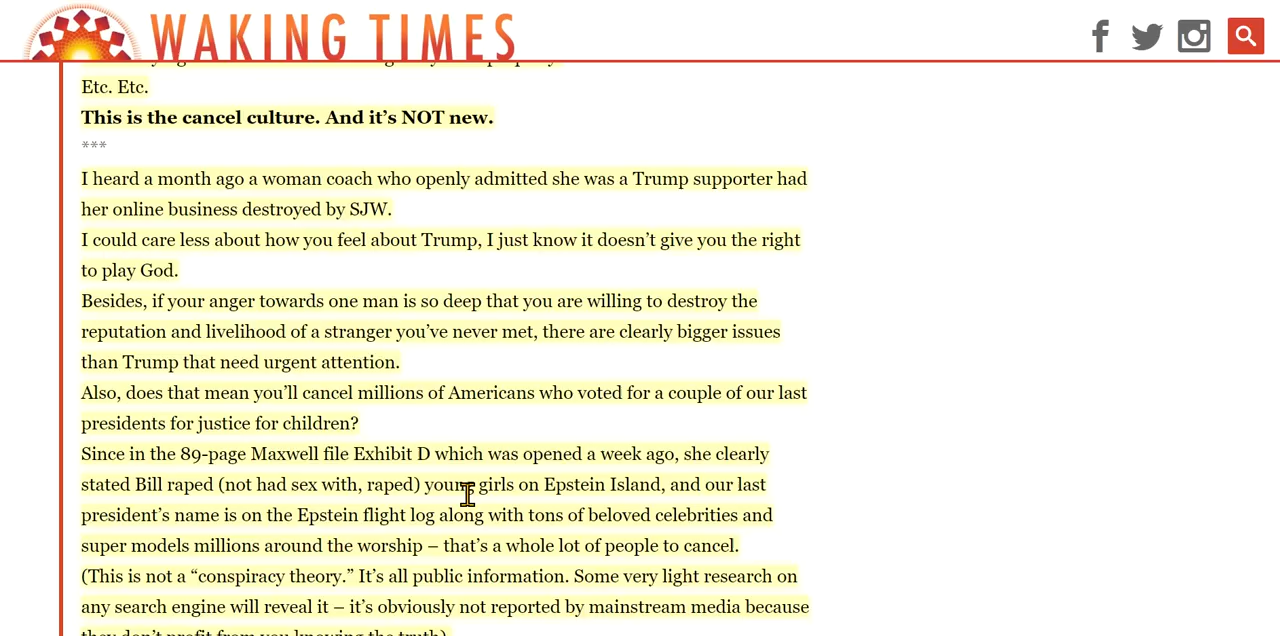 WAKING TIMES
Etc. Etc.
This is the cancel culture. And it’s NOT new.
***
I heard a month ago a woman coach who openly admitted she was a Trump supporter had
her online business destroyed by SJW.
I could care less about how you feel about Trump, I just know it doesn’t give you the right
to play God.
Besides, if your anger towards one man is so deep that you are willing to destroy the
reputation and livelihood of a stranger you’ve never met, there are clearly bigger issues
than Trump that need urgent attention.
Also, does that mean you’ll cancel millions of Americans who voted for a couple of our last
presidents for justice for children?
Since in the 89-page Maxwell file Exhibit D which was opened a week ago, she clearly
stated Bill raped (not had sex with, raped) young girls on Epstein Island, and our last
president’s name is on the Epstein flight log along with tons of beloved celebrities and
super models millions around the worship – that’s a whole lot of people to cancel.
(This is not a “conspiracy theory.” It’s all public information. Some very light research on
any search engine will reveal it – it’s obviously not reported by mainstream media because
they don’t profit from you knowing the truth)